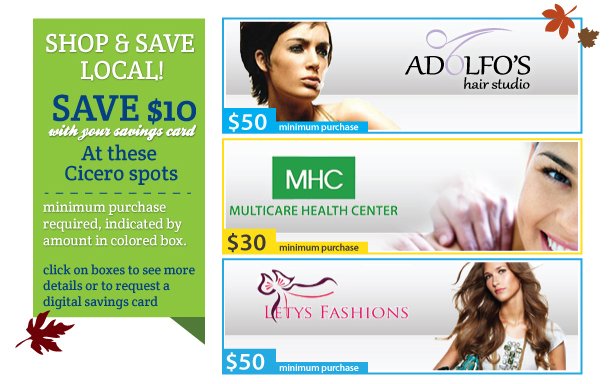 SHOP & SAVE
LOCAL!
SAVE $10
with your savings card
At these
Cicero spots
minimum purchase
required, indicated by
amount in colored box.
click on boxes to see more
details or to request a
digital savings card
ADOLFO'S
hair studio
$50 minimum purchase
MHC
MULTICARE HEALTH CENTER
$30 minimum purchase
LETYS FASHIONS
$50 minimum purchase